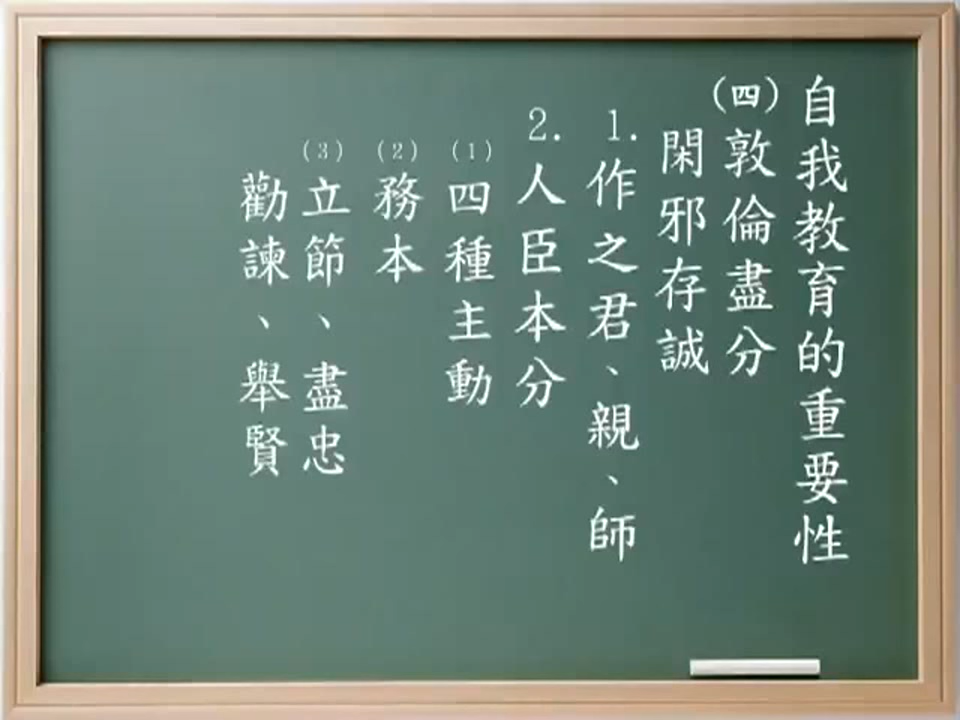 自我教育的重要性
（四）敦倫盡分
閑邪存誠
1.作之君、親、師
2.人臣本分
（1）四種主動
（2）務本
（3）立節、盡忠
勸諫、舉賢